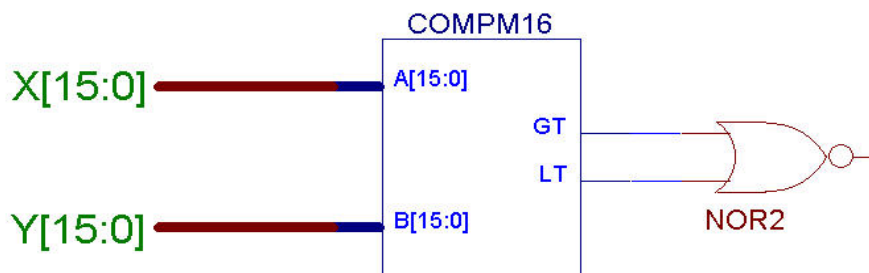 COMPM16
X[15:0]
A[15:0]
GT
LT
Y[15:0]
B[15:0]
NOR2